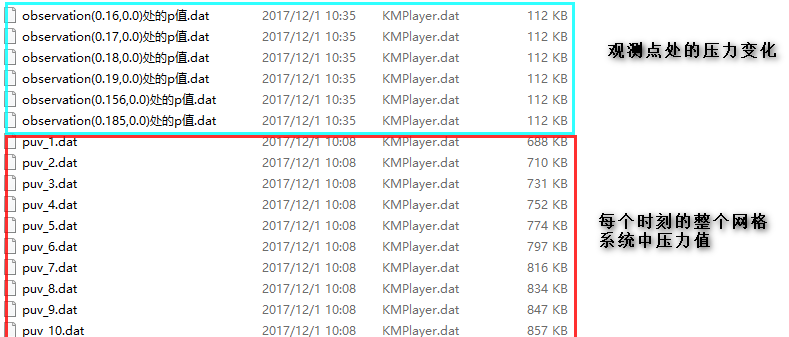 observation(0.16,0.0)处的p值.dat 2017/12/1 10:35 KMPlayer.dat 112 KB
observation(0.17,0.0)处的p值.dat 2017/12/1 10:35 KMPlayer.dat 112 KB
observation(0.18,0.0)处的p值.dat 2017/12/1 10:35 KMPlayer.dat 112 KB
observation(0.19,0.0)处的p值.dat 2017/12/1 10:35 KMPlayer.dat 112 KB
observation(0.156,0.0)处的p值.dat 2017/12/1 10:35 KMPlayer.dat 112 KB
observation(0.185,0.0)处的p值.dat 2017/12/1 10:35 KMPlayer.dat 112 KB
观测点处的压力变化
puv_1.dat 2017/12/1 10:08 KMPlayer.dat 688 KB
puv_2.dat 2017/12/1 10:08 KMPlayer.dat 710 KB
puv_3.dat 2017/12/1 10:08 KMPlayer.dat 731 KB
puv_4.dat 2017/12/1 10:08 KMPlayer.dat 752 KB
puv_5.dat 2017/12/1 10:08 KMPlayer.dat 774 KB
puv_6.dat 2017/12/1 10:08 KMPlayer.dat 797 KB
puv_7.dat 2017/12/1 10:08 KMPlayer.dat 816 KB
puv_8.dat 2017/12/1 10:08 KMPlayer.dat 834 KB
puv_9.dat 2017/12/1 10:08 KMPlayer.dat 847 KB
puv_10.dat 2017/12/1 10:08 KMPlayer.dat 857 KB
每个时刻的整个网格
系统中压力值